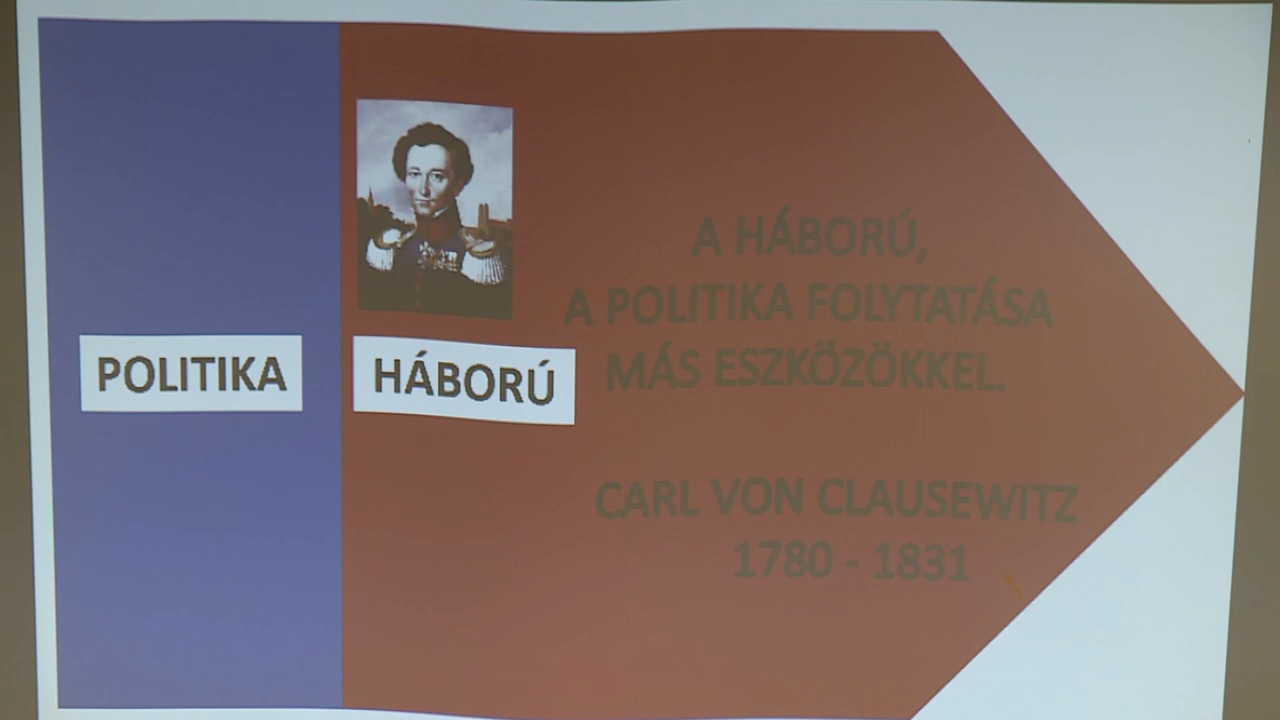 POLITIKA
HÁBORÚ
A HÁBORÚ,
A POLITIKA FOLYTATÁSA
MÁS ESZKÖZÖKKEL.
CARL VON CLAUSEWITZ
1780 - 1831